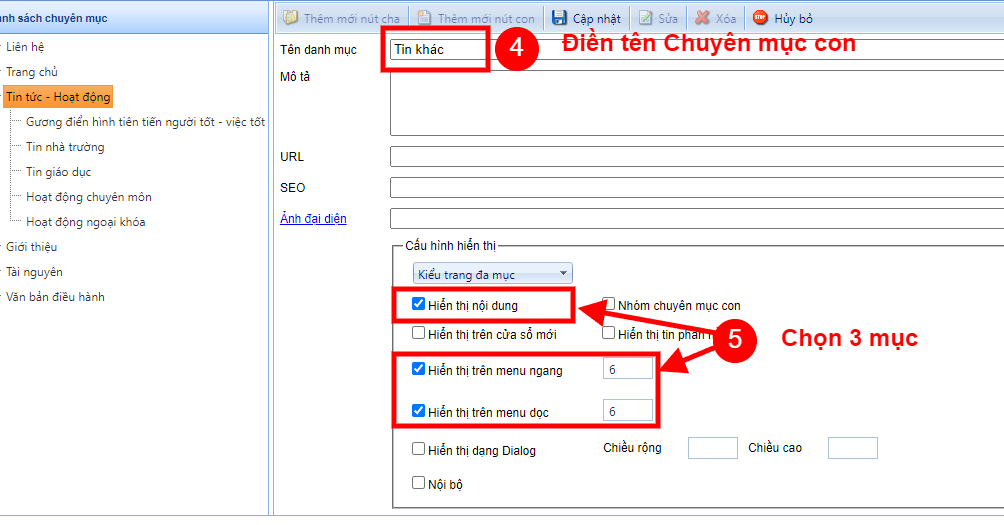 nh sách chuyên mục
Liên hệ
Trang chủ
Tin tức - Hoạt động
Gương điển hình tiên tiến người tốt - việc tốt
Tin nhà trường
Tin giáo dục
Hoạt động chuyên môn
Hoạt động ngoại khóa
Giới thiệu
Tài nguyên
Văn bản điều hành
Thêm mới nút cha Thêm mới nút con Cập nhật Sửa Xóa STOP Hủy bỏ
Tên danh mục Tin khác 4 Điền tên Chuyên mục con
Mô tả
URL
SEO
Ảnh đại diện
Cấu hình hiển thị
Kiểu trang đa mục
Hiển thị nội dung Nhóm chuyên mục con
Hiển thị trên cửa sổ mới Hiển thị tin phân 5 Chọn 3 mục
Hiển thị trên menu ngang 6
Hiển thị trên menu dọc 6
Hiển thị dạng Dialog Chiều rộng Chiều cao
Nội bộ